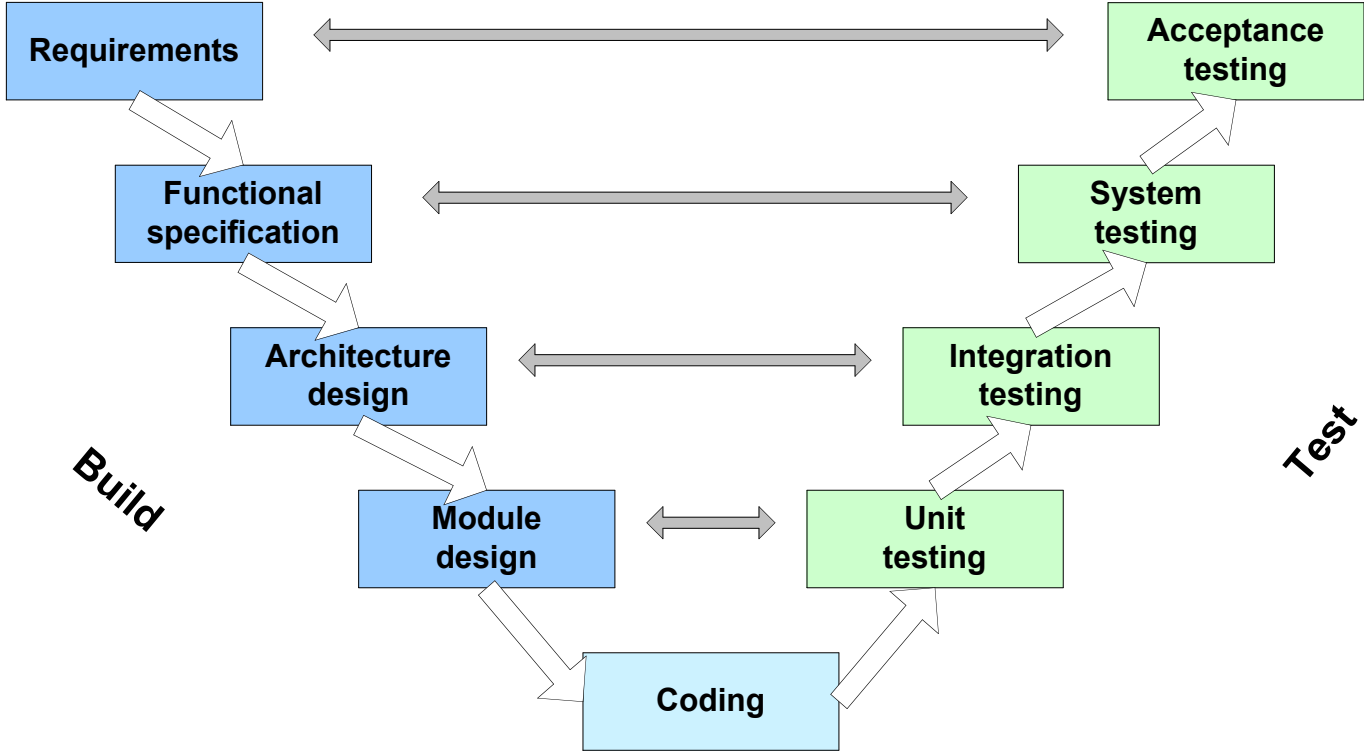 Requirements
Acceptance
testing
Functional
specification
System
testing
Architecture
design
Integration
testing
Build
Test
Module
design
Unit
testing
Coding